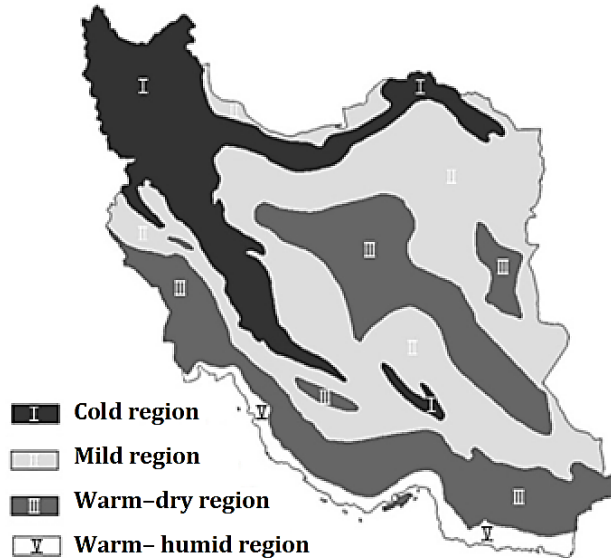 I
I
II
II
II
III
III
III
II
III
I
V
III
V
I Cold region
II Mild region
III Warm–dry region
V Warm– humid region